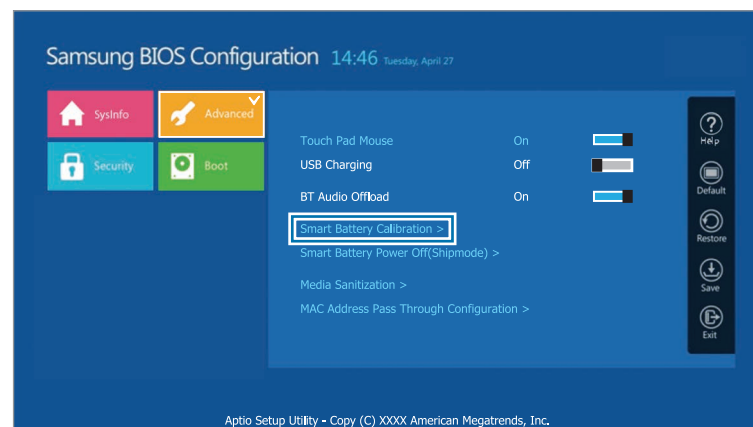 Samsung BIOS Configuration 14:46 Tuesday, April 27
SysInfo
Advanced
Security
Boot
Touch Pad Mouse On
USB Charging Off
BT Audio Offload On
Smart Battery Calibration >
Smart Battery Power Off(Shipmode) >
Media Sanitization >
MAC Address Pass Through Configuration >
Help
Default
Restore
Save
Exit
Aptio Setup Utility - Copy (C) XXXX American Megatrends, Inc.